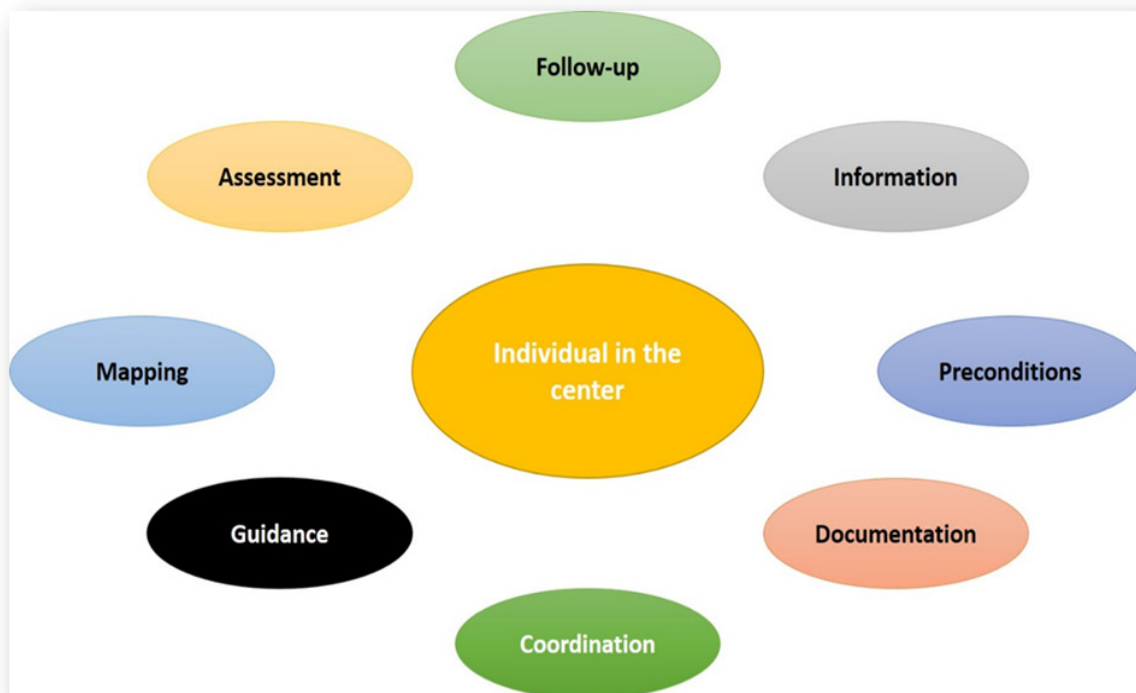 Follow-up
Assessment
Information
Individual in the
center
Mapping
Preconditions
Guidance
Documentation
Coordination